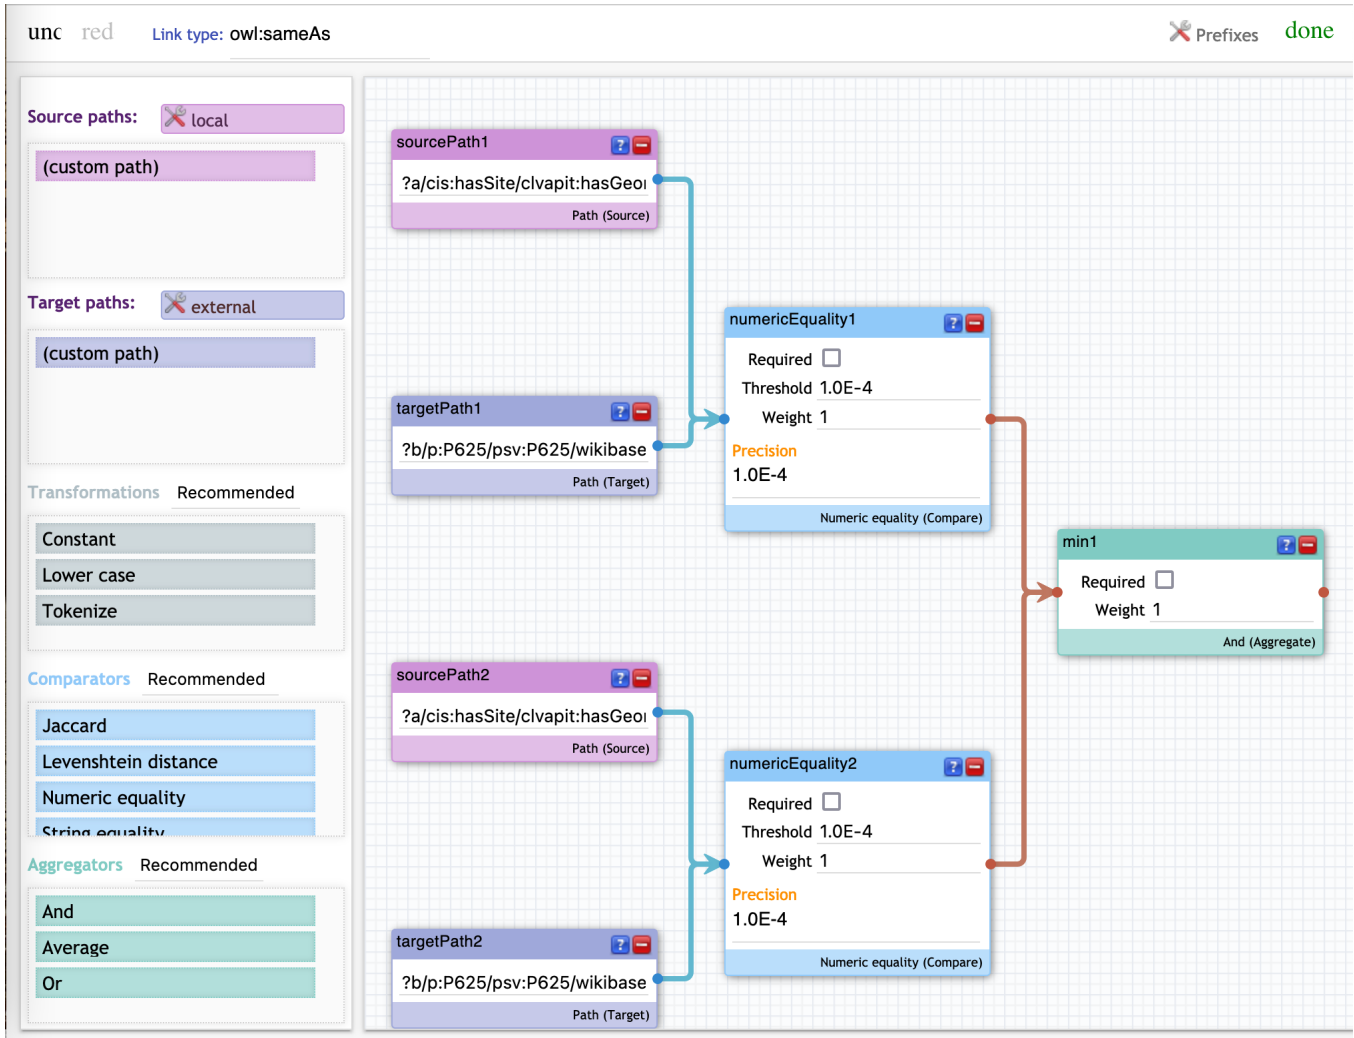 unc red Link type: owl:sameAs Prefixes done
Source paths: local
(custom path)
Target paths: external
(custom path)
Transformations Recommended
Constant
Lower case
Tokenize
Comparators Recommended
Jaccard
Levenshtein distance
Numeric equality
String equality
Aggregators Recommended
And
Average
Or
sourcePath1
?a/cis:hasSite/clvapit:hasGeor
Path (Source)
targetPath1
?b/p:P625/psv:P625/wikibase
Path (Target)
numericEquality1
Required
Threshold 1.0E-4
Weight 1
Precision
1.0E-4
Numeric equality (Compare)
sourcePath2
?a/cis:hasSite/clvapit:hasGeor
Path (Source)
targetPath2
?b/p:P625/psv:P625/wikibase
Path (Target)
numericEquality2
Required
Threshold 1.0E-4
Weight 1
Precision
1.0E-4
Numeric equality (Compare)
min1
Required
Weight 1
And (Aggregate)